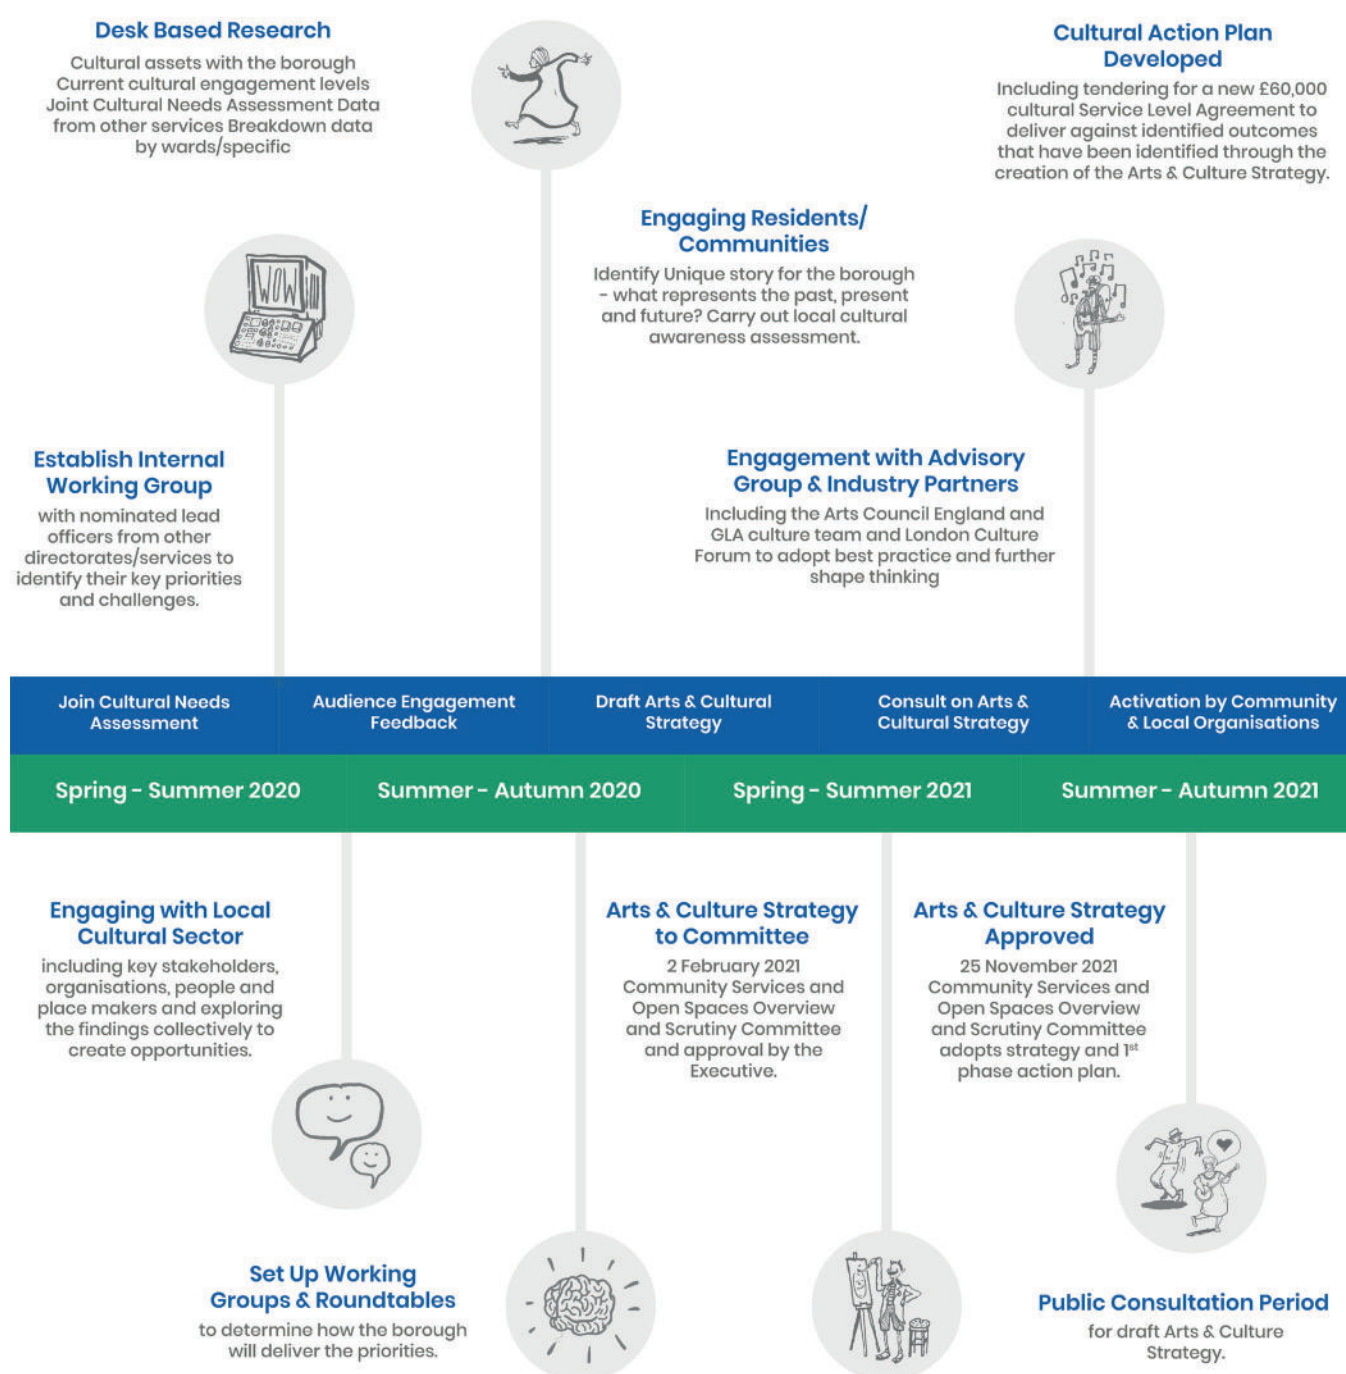 Desk Based Research
Cultural assets with the borough
Current cultural engagement levels
Joint Cultural Needs Assessment Data
from other services Breakdown data
by wards/specific
Cultural Action Plan
Developed
Including tendering for a new £60,000
cultural Service Level Agreement to
deliver against identified outcomes
that have been identified through the
creation of the Arts & Culture Strategy.
Engaging Residents/
Communities
Identify Unique story for the borough
- what represents the past, present
and future? Carry out local cultural
awareness assessment.
WOW
Establish Internal
Working Group
with nominated lead
officers from other
directorates/services to
identify their key priorities
and challenges.
Engagement with Advisory
Group & Industry Partners
Including the Arts Council England and
GLA culture team and London Culture
Forum to adopt best practice and further
shape thinking
Join Cultural Needs
Assessment
Audience Engagement
Feedback
Draft Arts & Cultural
Strategy
Consult on Arts &
Cultural Strategy
Activation by Community
& Local Organisations
Spring - Summer 2020
Summer - Autumn 2020
Spring - Summer 2021
Summer - Autumn 2021
Engaging with Local
Cultural Sector
including key stakeholders,
organisations, people and
place makers and exploring
the findings collectively to
create opportunities.
Arts & Culture Strategy
to Committee
2 February 2021
Community Services and
Open Spaces Overview
and Scrutiny Committee
and approval by the
Executive.
Arts & Culture Strategy
Approved
25 November 2021
Community Services and
Open Spaces Overview
and Scrutiny Committee
adopts strategy and 1st
phase action plan.
Set Up Working
Groups & Roundtables
to determine how the borough
will deliver the priorities.
Public Consultation Period
for draft Arts & Culture
Strategy.